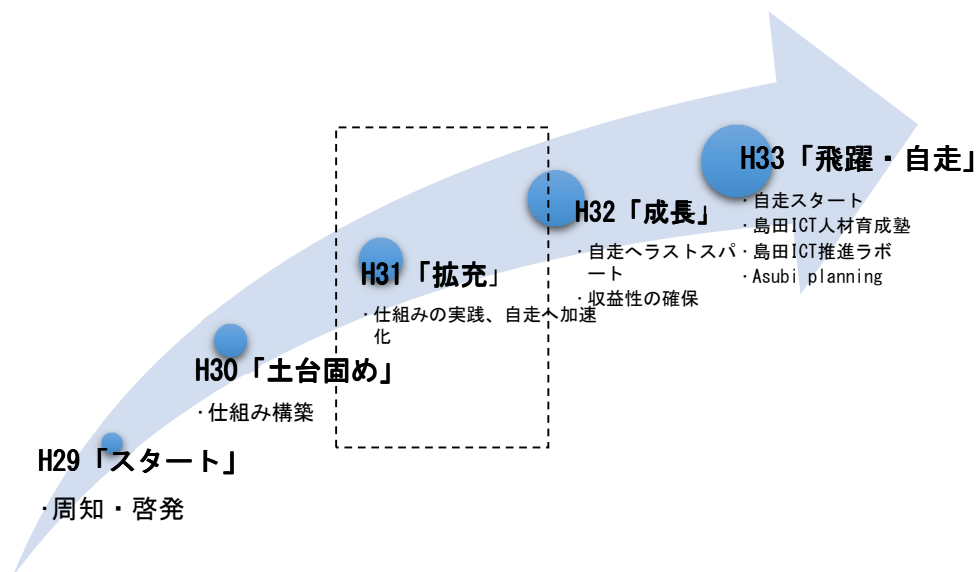 H29「スタート」
・周知・啓発
H30「土台固め」
・仕組み構築
H31「拡充」
・仕組みの実践、自走へ加速
化
H32「成長」
・自走へラストスパ
ート
・収益性の確保
H33「飛躍・自走」
・自走スタート
・島田ICT人材育成塾
・島田ICT推進ラボ
・Asubi planning